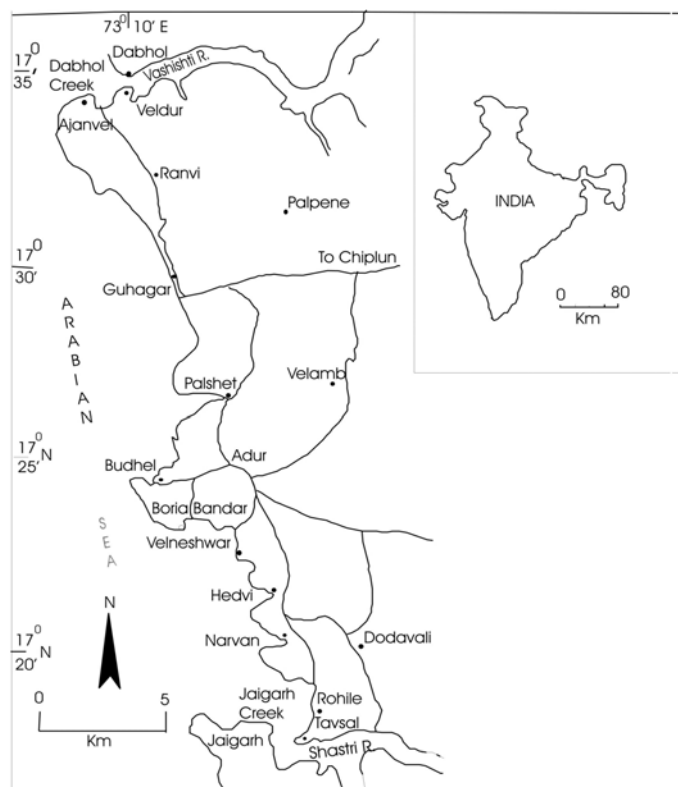 73° 10' E
17° 35'
Dabhol
Dabhol Creek
Vashishti R.
Veldur
Ajanvel
Ranvi
Palpene
INDIA
17° 30'
To Chiplun
Guhagar
0 80
Km
ARABIAN
Velamb
Palshet
17° 25' N
Adur
Budhel
Boria Bandar
SEA
Velneshwar
Hedvi
N
17° 20' N
Narvan
Dodavali
0 5
Km
Jaigarh Creek
Rohile
Tavsal
Jaigarh
Shastri R.